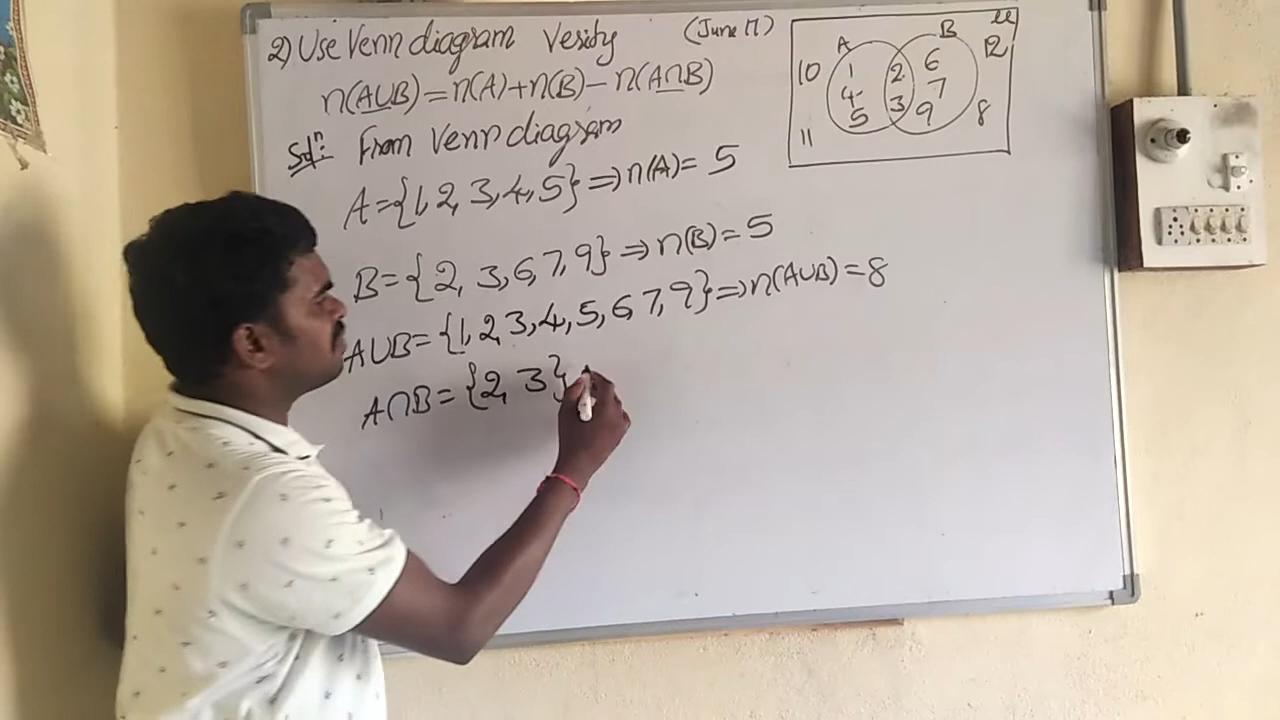 2) Use Venn diagram Verify (June 17)
n(A∪B)=n(A)+n(B)-n(A∩B)
Solⁿ: From Venn diagram
A={1,2,3,4,5}⇒n(A)=5
B={2,3,6,7,9}⇒n(B)=5
A∪B={1,2,3,4,5,6,7,9}⇒n(A∪B)=8
A∩B={2,3}
A B
10 1 2 6 12
4 3 7
5 9 8
11